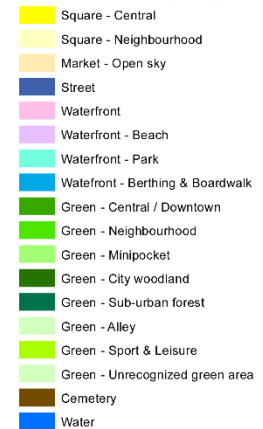 Square - Central
Square - Neighbourhood
Market - Open sky
Street
Waterfront
Waterfront - Beach
Waterfront - Park
Watefront - Berthing & Boardwalk
Green - Central / Downtown
Green - Neighbourhood
Green - Minipocket
Green - City woodland
Green - Sub-urban forest
Green - Alley
Green - Sport & Leisure
Green - Unrecognized green area
Cemetery
Water